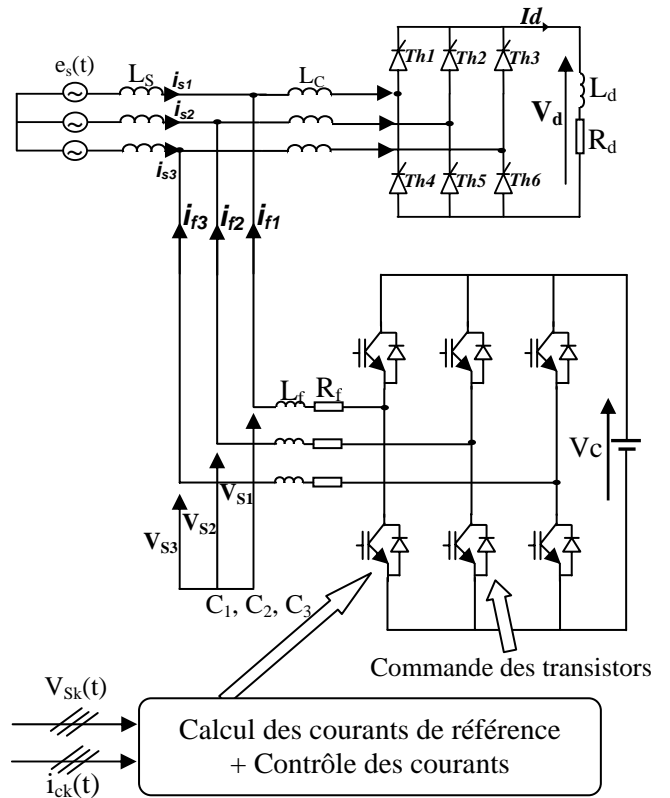 Id
e_s(t)
L_S
i_s1
L_C
Th1
Th2
Th3
i_s2
V_d
L_d
R_d
i_s3
Th4
Th5
Th6
i_f3
i_f2
i_f1
L_f
R_f
Vc
V_S1
V_S2
V_S3
C_1, C_2, C_3
Commande des transistors
V_Sk(t)
i_ck(t)
Calcul des courants de référence
+ Contrôle des courants